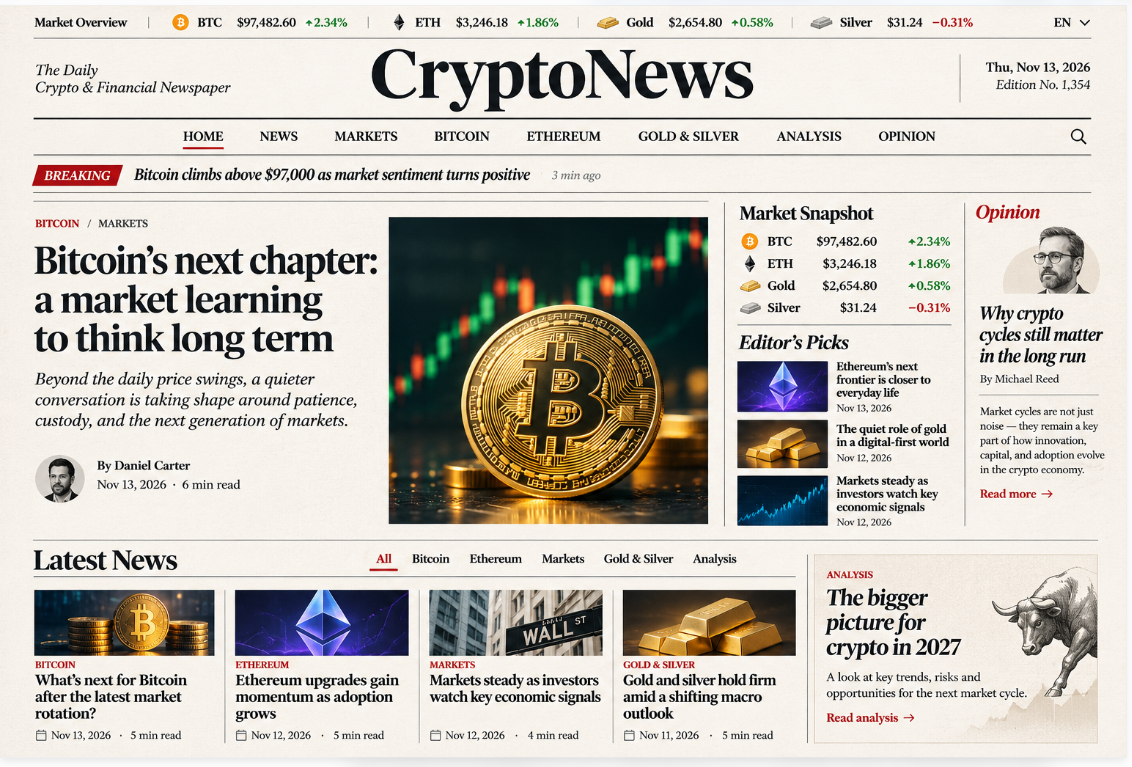 Market Overview
BTC $97,482.60 +2.34%
ETH $3,246.18 +1.86%
Gold $2,654.80 +0.58%
Silver $31.24 −0.31%
EN
The Daily
Crypto & Financial Newspaper
CryptoNews
Thu, Nov 13, 2026
Edition No. 1,354
HOME NEWS MARKETS BITCOIN ETHEREUM GOLD & SILVER ANALYSIS OPINION
BREAKING Bitcoin climbs above $97,000 as market sentiment turns positive 3 min ago
BITCOIN / MARKETS
Bitcoin’s next chapter:
a market learning
to think long term
Beyond the daily price swings, a quieter
conversation is taking shape around patience,
custody, and the next generation of markets.
By Daniel Carter
Nov 13, 2026 · 6 min read
Market Snapshot
BTC $97,482.60 +2.34%
ETH $3,246.18 +1.86%
Gold $2,654.80 +0.58%
Silver $31.24 −0.31%
Editor’s Picks
Ethereum’s next
frontier is closer to
everyday life
Nov 13, 2026
The quiet role of gold
in a digital-first world
Nov 12, 2026
Markets steady as
investors watch key
economic signals
Nov 12, 2026
Opinion
Why crypto
cycles still matter
in the long run
By Michael Reed
Market cycles are not just
noise — they remain a key
part of how innovation,
capital, and adoption evolve
in the crypto economy.
Read more →
Latest News
All Bitcoin Ethereum Markets Gold & Silver Analysis
BITCOIN
What’s next for Bitcoin
after the latest market
rotation?
Nov 13, 2026 · 5 min read
ETHEREUM
Ethereum upgrades gain
momentum as adoption
grows
Nov 12, 2026 · 5 min read
WALL ST
MARKETS
Markets steady as investors
watch key economic signals
Nov 12, 2026 · 4 min read
GOLD & SILVER
Gold and silver hold firm
amid a shifting macro
outlook
Nov 11, 2026 · 5 min read
ANALYSIS
The bigger
picture for
crypto in 2027
A look at key trends, risks and
opportunities for the next market cycle.
Read analysis →